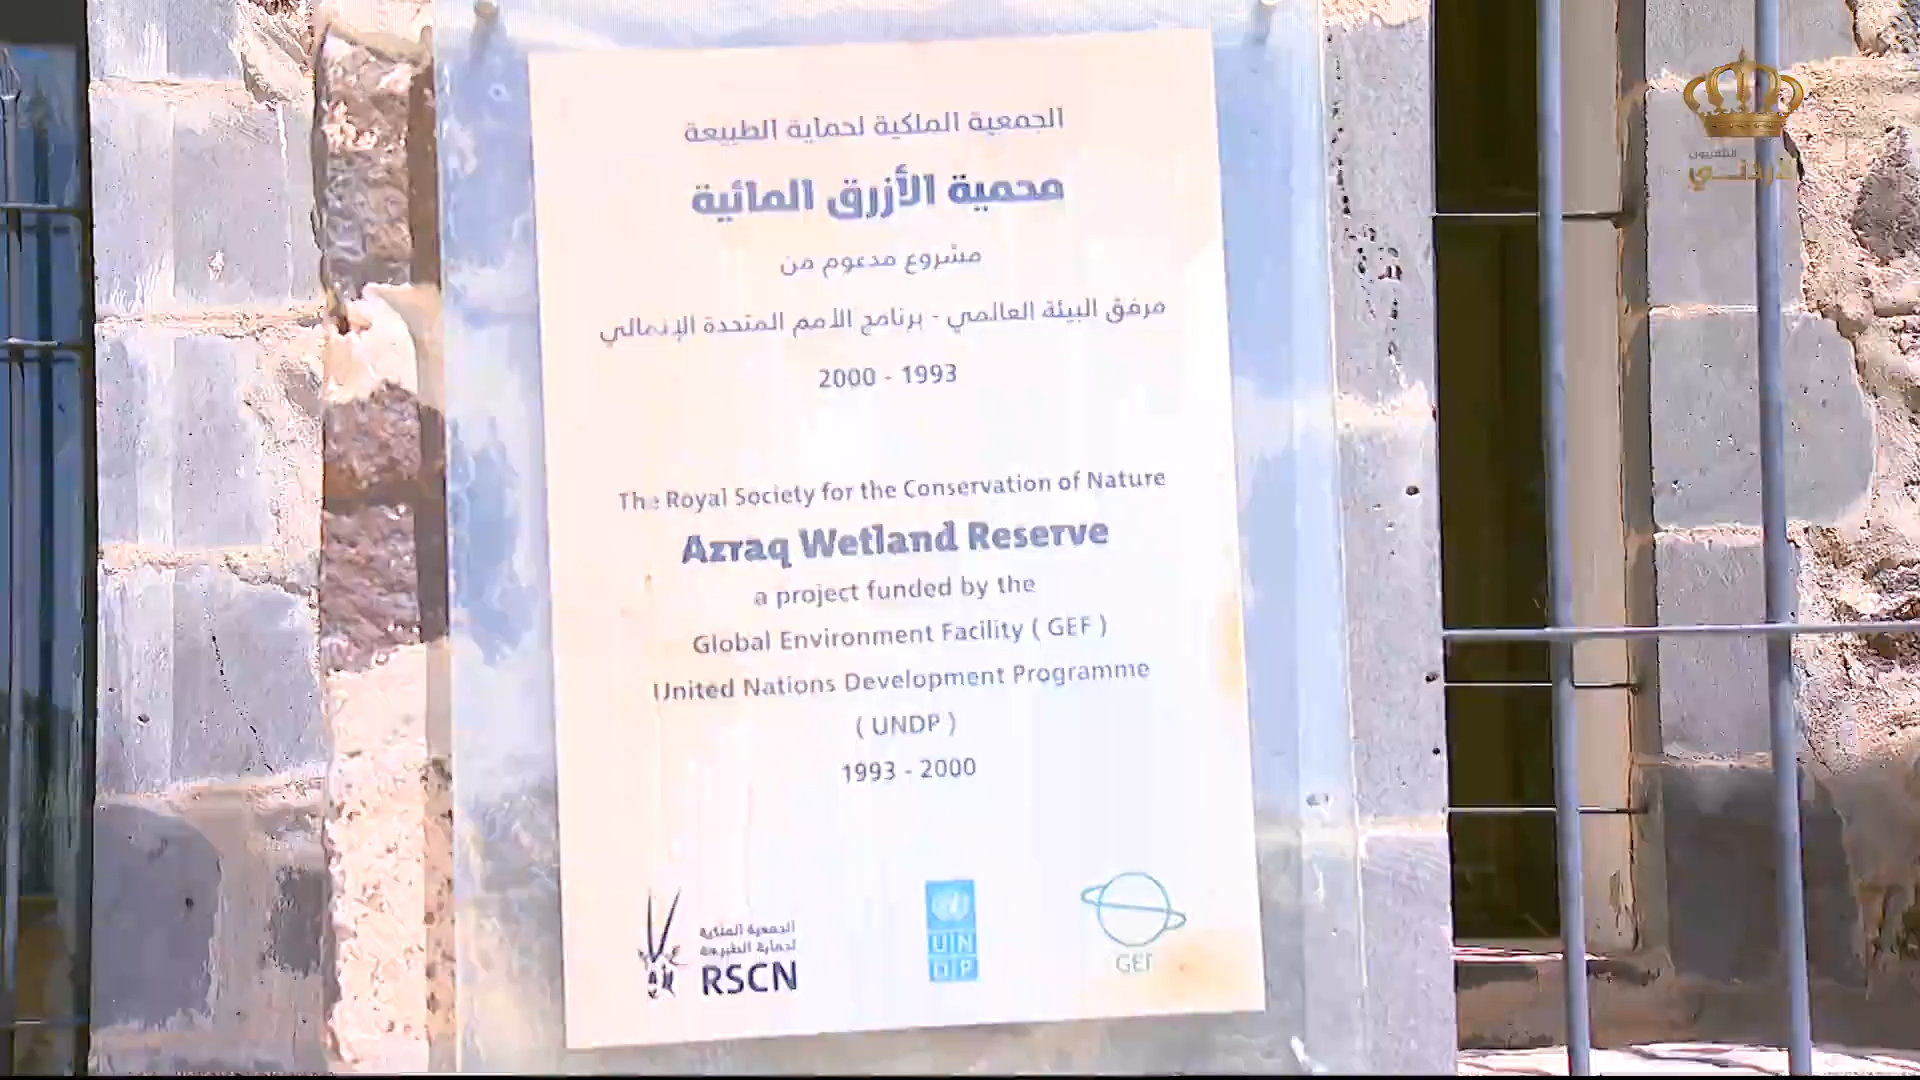 الجمعية الملكية لحماية الطبيعة
محمية الأزرق المائية
مشروع مدعوم من
مرفق البيئة العالمي - برنامج الأمم المتحدة الإنمائي
2000 - 1993
The Royal Society for the Conservation of Nature
Azraq Wetland Reserve
a project funded by the
Global Environment Facility ( GEF )
United Nations Development Programme
( UNDP )
1993 - 2000
الجمعية الملكية
لحماية الطبيعة
RSCN
UN
DP
GEF
التلفزيون
الأردني